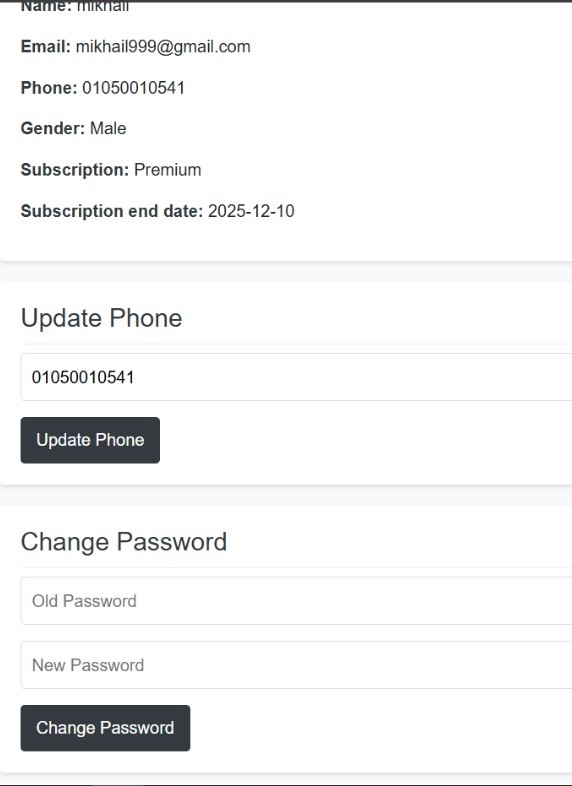 Name: mikhail
Email: mikhail999@gmail.com
Phone: 01050010541
Gender: Male
Subscription: Premium
Subscription end date: 2025-12-10
Update Phone
01050010541
Update Phone
Change Password
Old Password
New Password
Change Password